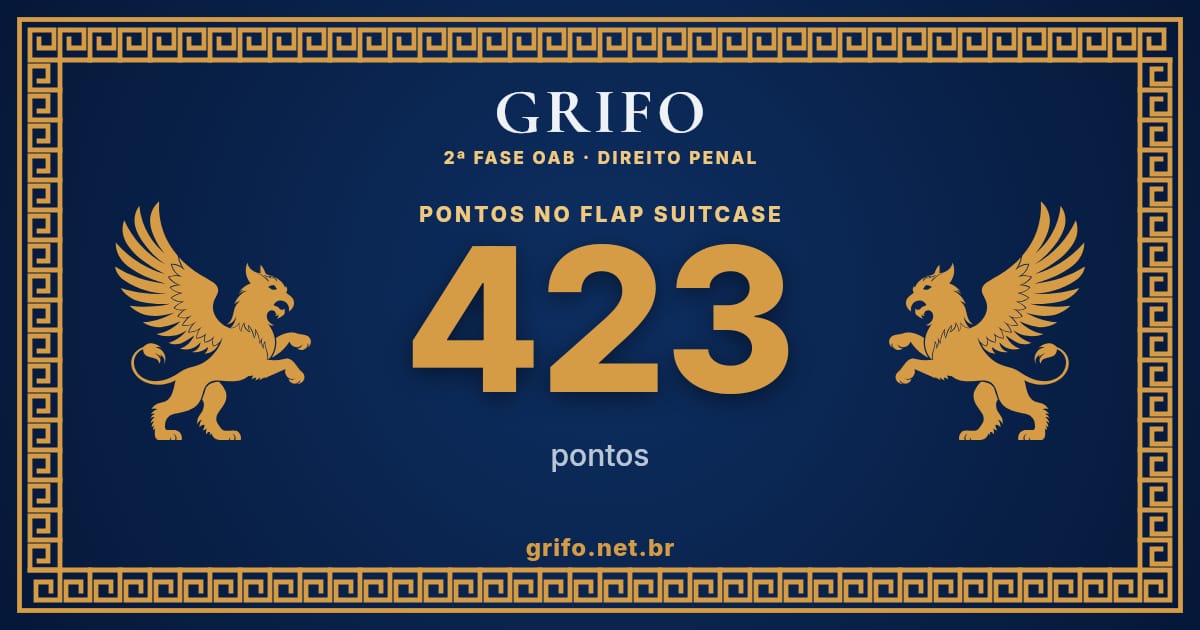 GRIFO
2ª FASE OAB · DIREITO PENAL
PONTOS NO FLAP SUITCASE
423
pontos
grifo.net.br